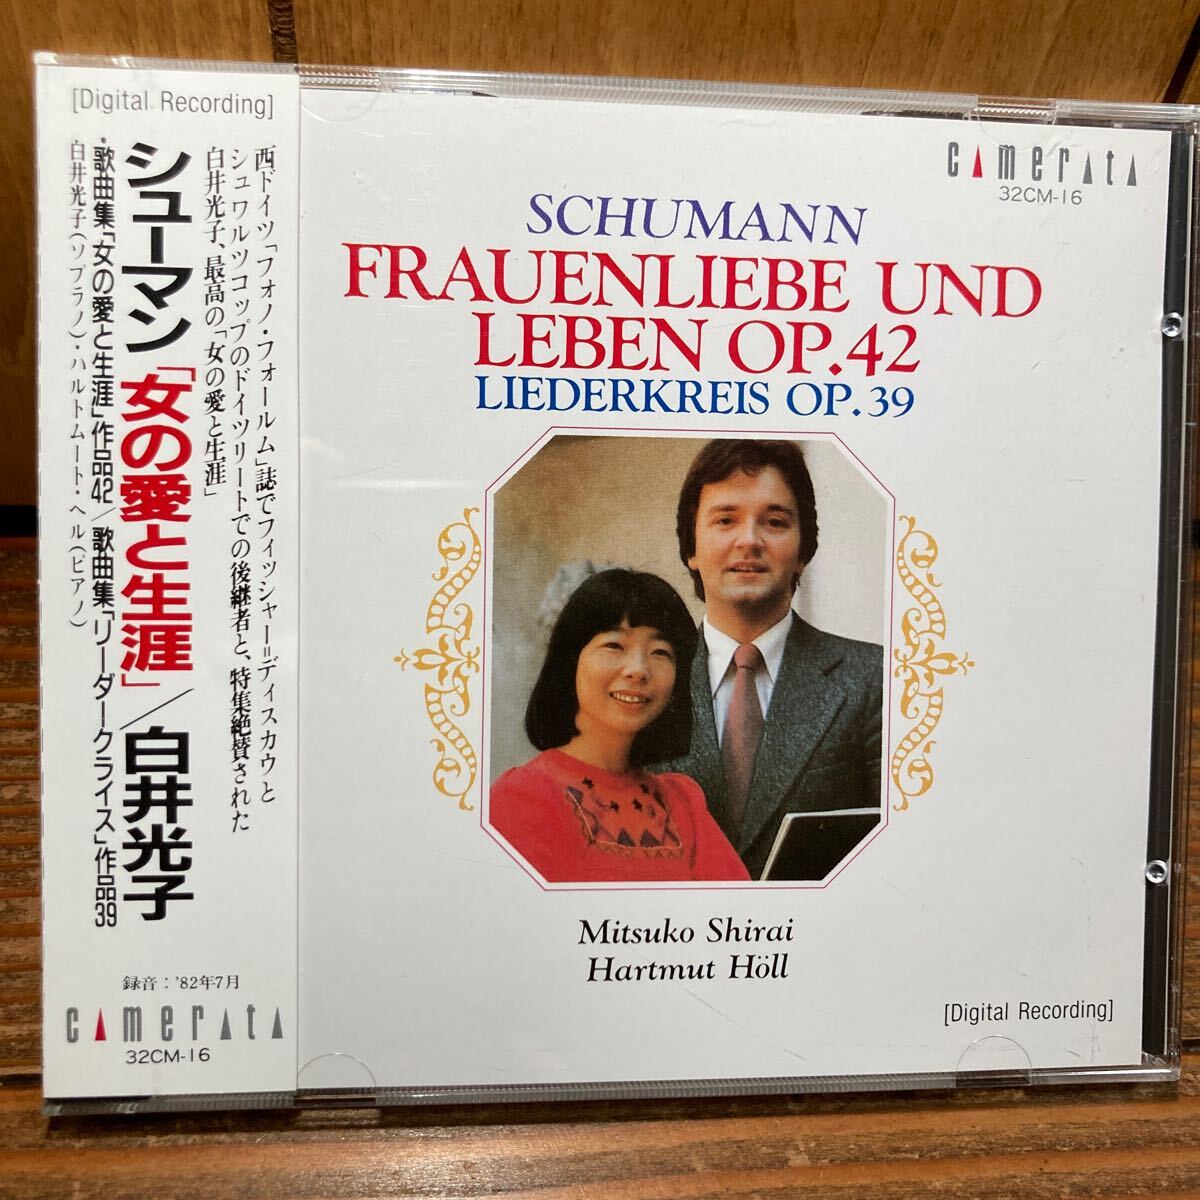 [Digital Recording]
西ドイツ「フォノ・フォールム」誌でフィッシャー=ディスカウと
シュワルツコップのドイツリートでの後継者と、特集絶賛された
白井光子、最高の「女の愛と生涯」
シューマン「女の愛と生涯」/白井光子
・歌曲集「女の愛と生涯」作品42/歌曲集「リーダークライス」作品39
白井光子(ソプラノ)・ハルトムート・ヘル(ピアノ)
録音:'82年7月
camerata
32CM-16
camerata
32CM-16
SCHUMANN
FRAUENLIEBE UND
LEBEN OP.42
LIEDERKREIS OP.39
Mitsuko Shirai
Hartmut Höll
[Digital Recording]